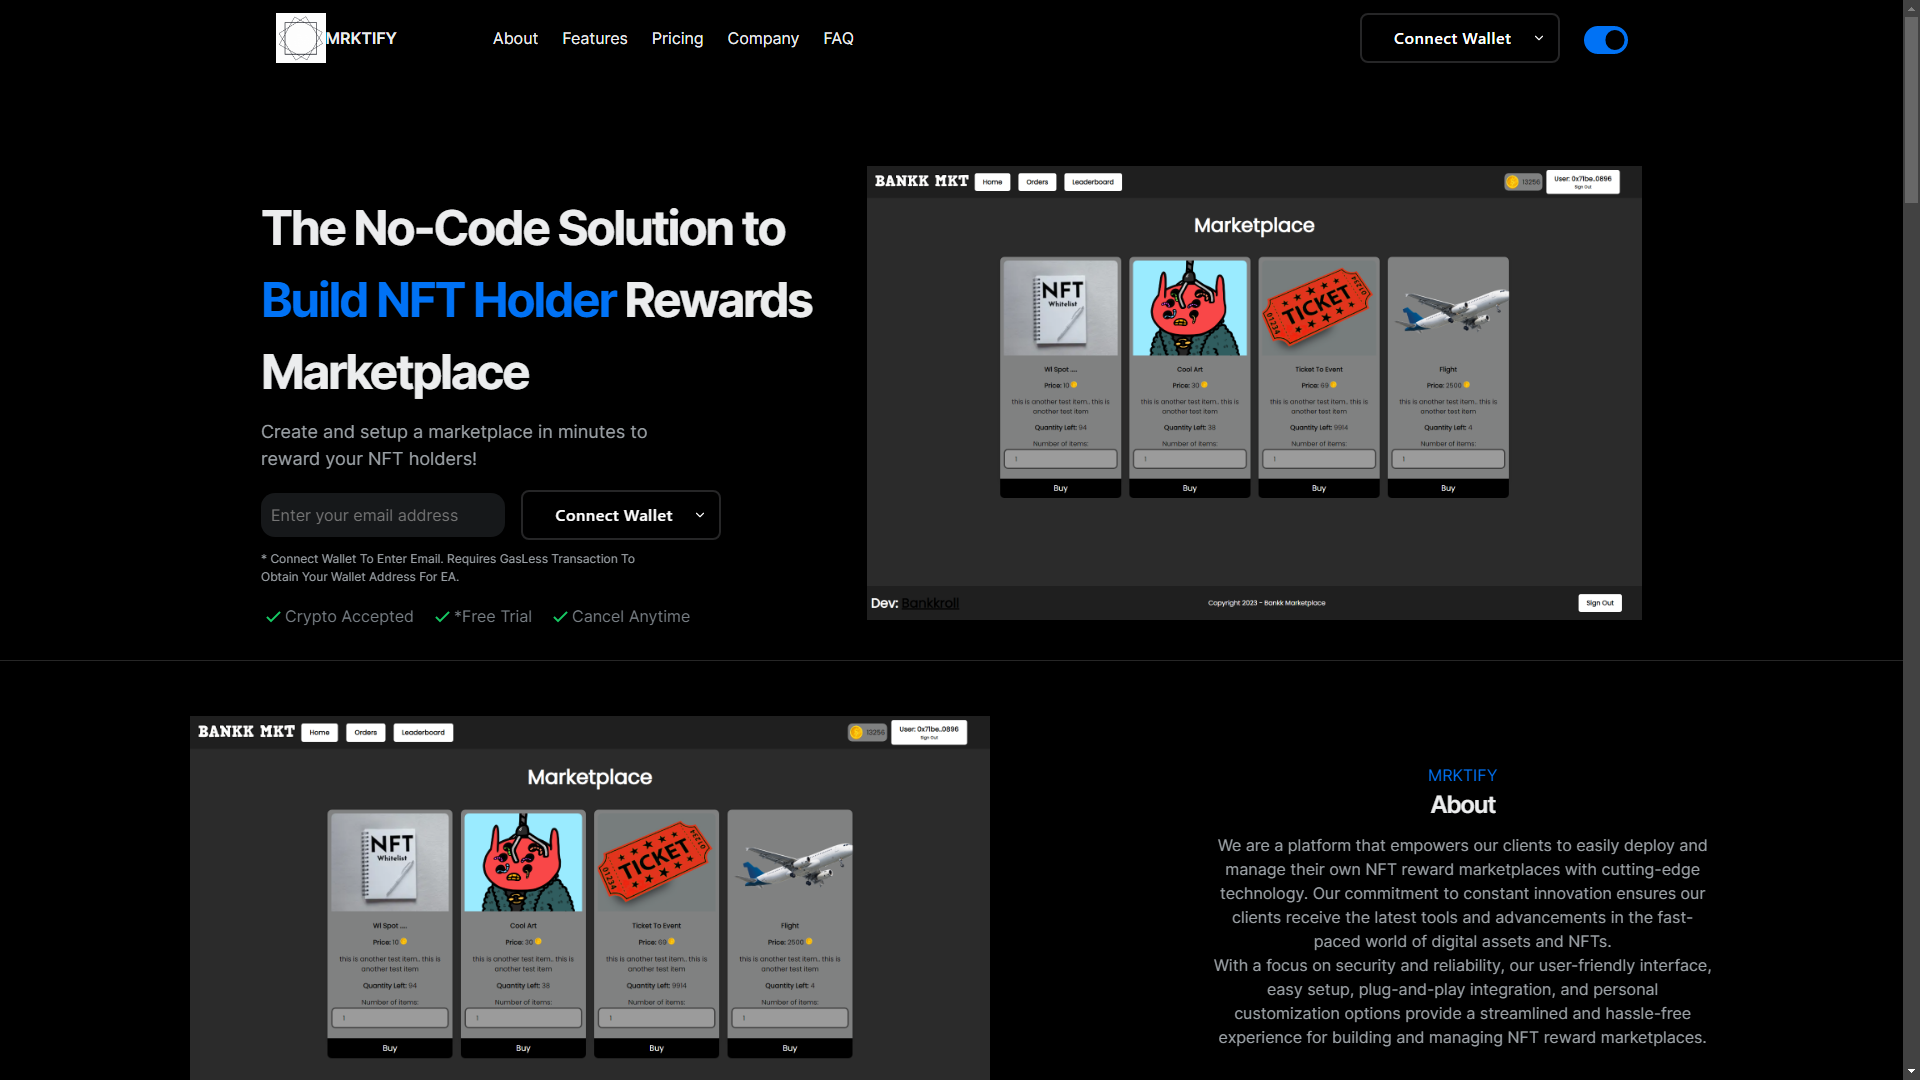 MRKTIFY
About
Features
Pricing
Company
FAQ
Connect Wallet
The No-Code Solution to
Build NFT Holder Rewards
Marketplace
Create and setup a marketplace in minutes to
reward your NFT holders!
Enter your email address
Connect Wallet
* Connect Wallet To Enter Email. Requires GasLess Transaction To
Obtain Your Wallet Address For EA.
Crypto Accepted
*Free Trial
Cancel Anytime
BANKK MKT
Home
Orders
Leaderboard
13256
User: 0x71be...0896
Sign Out
Marketplace
NFT
Whitelist
TICKET
01234
01234
Wl Spot ....
Cool Art
Ticket To Event
Flight
Price: 10
Price: 30
Price: 69
Price: 2500
this is another test item.. this is
another test item
this is another test item.. this is
another test item
this is another test item.. this is
another test item
this is another test item.. this is
another test item
Quantity Left: 94
Quantity Left: 38
Quantity Left: 9914
Quantity Left: 4
Number of items:
Number of items:
Number of items:
Number of items:
1
1
1
1
Buy
Buy
Buy
Buy
Dev: Bankkroll
Copyright 2023 - Bankk Marketplace
Sign Out
BANKK MKT
Home
Orders
Leaderboard
13256
User: 0x71be...0896
Sign Out
Marketplace
NFT
Whitelist
TICKET
01234
01234
Wl Spot ....
Cool Art
Ticket To Event
Flight
Price: 10
Price: 30
Price: 69
Price: 2500
this is another test item.. this is
another test item
this is another test item.. this is
another test item
this is another test item.. this is
another test item
this is another test item.. this is
another test item
Quantity Left: 94
Quantity Left: 38
Quantity Left: 9914
Quantity Left: 4
Number of items:
Number of items:
Number of items:
Number of items:
1
1
1
1
Buy
Buy
Buy
Buy
MRKTIFY
About
We are a platform that empowers our clients to easily deploy and
manage their own NFT reward marketplaces with cutting-edge
technology. Our commitment to constant innovation ensures our
clients receive the latest tools and advancements in the fast-
paced world of digital assets and NFTs.
With a focus on security and reliability, our user-friendly interface,
easy setup, plug-and-play integration, and personal
customization options provide a streamlined and hassle-free
experience for building and managing NFT reward marketplaces.